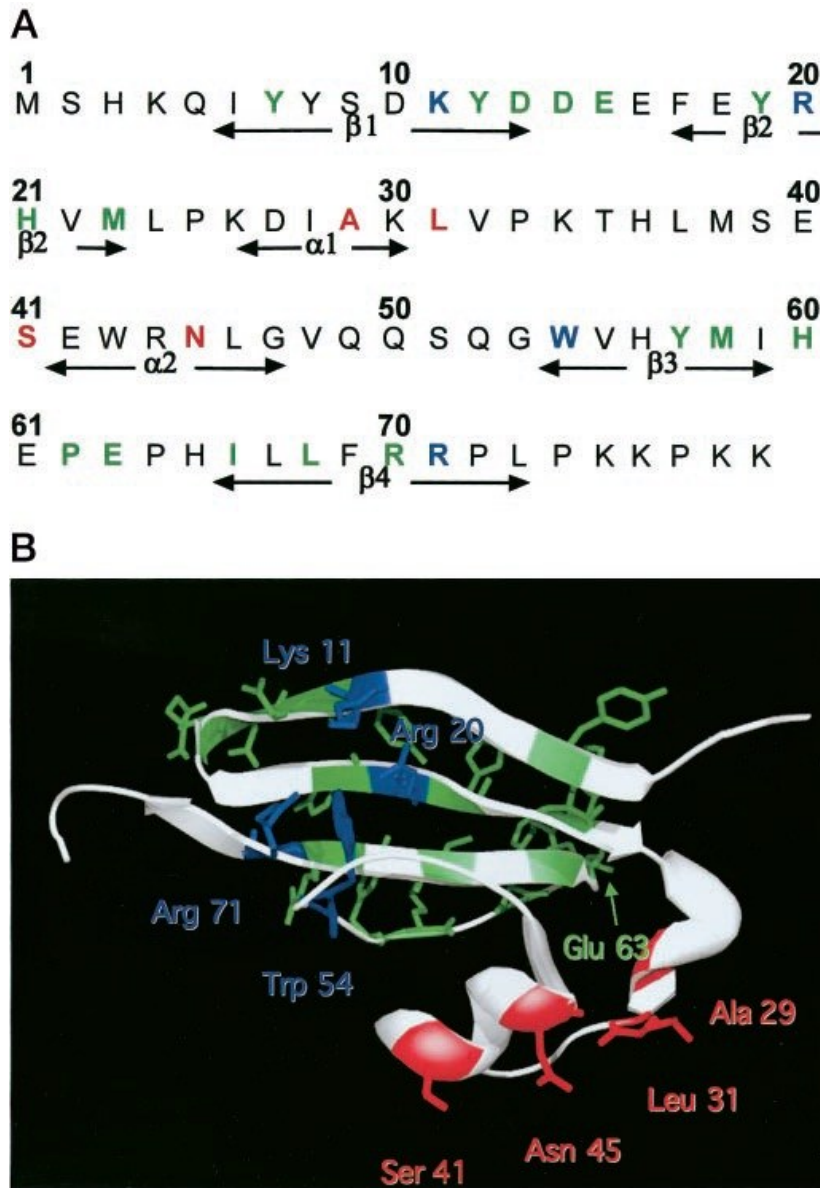 A
1 10 20
M S H K Q I Y Y S D K Y D D E E F E Y R
β1 β2
21 30 40
H V M L P K D I A K L V P K T H L M S E
β2 α1
41 50 60
S E W R N L G V Q Q S Q G W V H Y M I H
α2 β3
61 70
E P E P H I L L F R R P L P K K P K K
β4
B
Lys 11
Arg 20
Arg 71
Glu 63
Trp 54
Ala 29
Leu 31
Asn 45
Ser 41